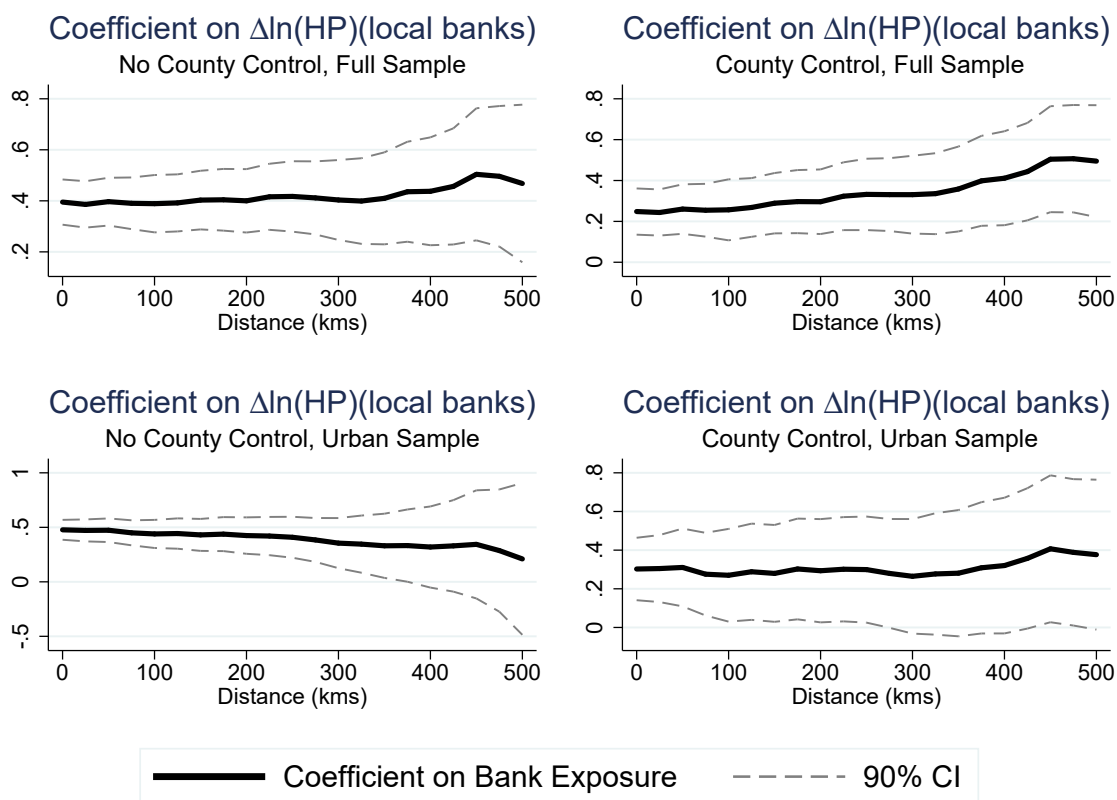 Coefficient on Δln(HP)(local banks)
No County Control, Full Sample
.8
.6
.4
.2
0 100 200 300 400 500
Distance (kms)
Coefficient on Δln(HP)(local banks)
County Control, Full Sample
.8
.6
.4
.2
0
0 100 200 300 400 500
Distance (kms)
Coefficient on Δln(HP)(local banks)
No County Control, Urban Sample
1
.5
0
-.5
0 100 200 300 400 500
Distance (kms)
Coefficient on Δln(HP)(local banks)
County Control, Urban Sample
.8
.6
.4
.2
0
0 100 200 300 400 500
Distance (kms)
Coefficient on Bank Exposure 90% CI